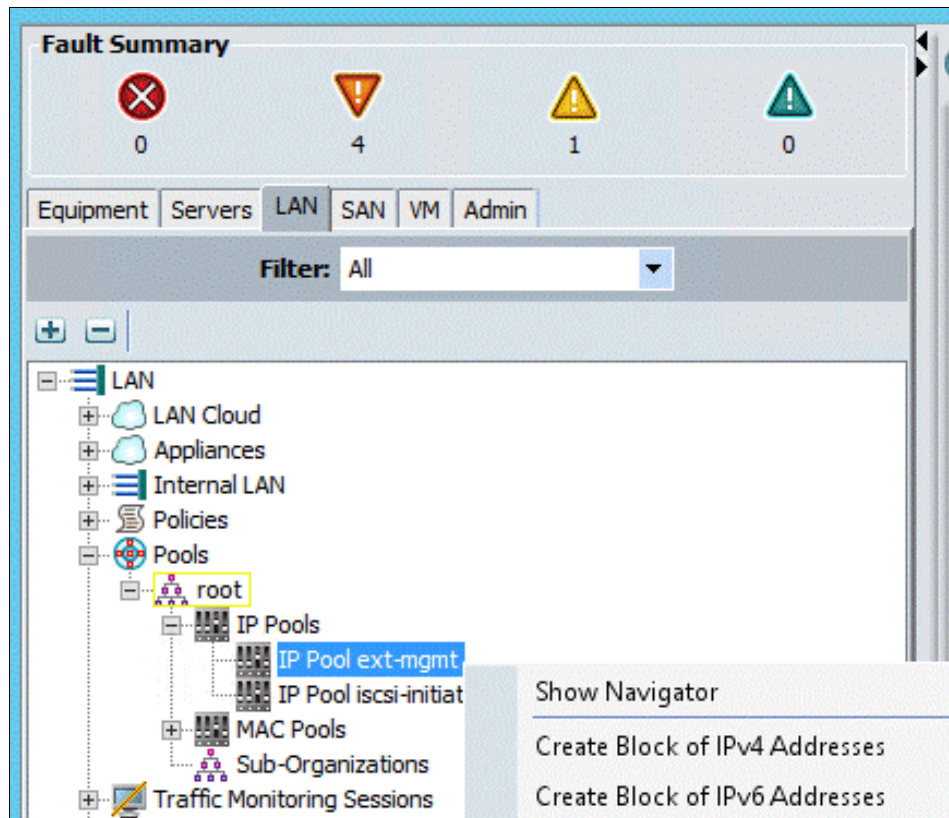 Fault Summary
0 4 1 0
Equipment Servers LAN SAN VM Admin
Filter: All
LAN
LAN Cloud
Appliances
Internal LAN
Policies
Pools
root
IP Pools
IP Pool ext-mgmt
IP Pool iscsi-initiat
Show Navigator
MAC Pools
Create Block of IPv4 Addresses
Sub-Organizations
Traffic Monitoring Sessions
Create Block of IPv6 Addresses